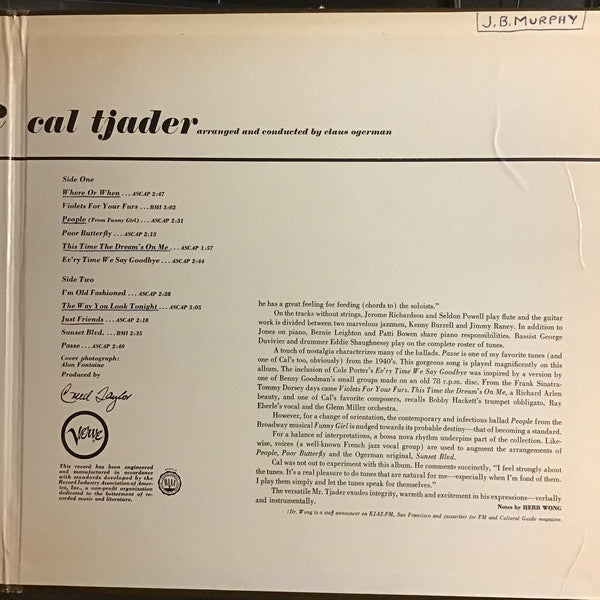 J.B. MURPHY
cal tjader arranged and conducted by claus ogerman
Side One
Where Or When . . . ASCAP 2:47
Violets For Your Furs . . . BMI 3:02
People (From Funny Girl) . . . ASCAP 2:31
Poor Butterfly . . . ASCAP 2:13
This Time The Dream's On Me . . . ASCAP 1:57
Ev'ry Time We Say Goodbye . . . ASCAP 2:44
Side Two
I'm Old Fashioned . . . ASCAP 2:38
The Way You Look Tonight . . . ASCAP 3:05
Just Friends . . . ASCAP 2:18
Sunset Blvd. . . . BMI 2:35
Passe . . . ASCAP 2:40
Cover photograph:
Alan Fontaine
Produced by
Creed Taylor
Verve
This record has been engineered
and manufactured in accordance
with standards developed by the
Record Industry Association of Amer-
ica, Inc., a non-profit organization
dedicated to the betterment of re-
corded music and literature.
RIAA
he has a great feeling for feeding (chords to) the soloists."
On the tracks without strings, Jerome Richardson and Seldon Powell play flute and the guitar
work is divided between two marvelous jazzmen, Kenny Burrell and Jimmy Raney. In addition to
Jones on piano, Bernie Leighton and Patti Bowen share piano responsibilities. Bassist George
Duvivier and drummer Eddie Shaughnessy play on the complete roster of tunes.
A touch of nostalgia characterizes many of the ballads. Passe is one of my favorite tunes (and
one of Cal's too, obviously) from the 1940's. This gorgeous song is played magnificently on this
album. The inclusion of Cole Porter's Ev'ry Time We Say Goodbye was inspired by a version by
one of Benny Goodman's small groups made on an old 78 r.p.m. disc. From the Frank Sinatra-
Tommy Dorsey days came Violets For Your Furs. This Time the Dream's On Me, a Richard Arlen
beauty, and one of Cal's favorite composers, recalls Bobby Hackett's trumpet obbligato, Ray
Eberle's vocal and the Glenn Miller orchestra.
However, for a change of orientation, the contemporary and infectious ballad People from the
Broadway musical Funny Girl is nudged towards its probable destiny—that of becoming a standard.
For a balance of interpretations, a bossa nova rhythm underpins part of the collection. Like-
wise, voices (a well-known French jazz vocal group) are used to augment the arrangements of
People, Poor Butterfly and the Ogerman original, Sunset Blvd.
Cal was not out to experiment with this album. He comments succinctly, "I feel strongly about
the tunes. It's a real pleasure to do tunes that are natural for me—especially when I'm fond of them.
I play them simply and let the tunes speak for themselves."
The versatile Mr. Tjader exudes integrity, warmth and excitement in his expressions—verbally
and instrumentally.
Notes by HERB WONG
(Dr. Wong is a staff announcer on KJAZ-FM, San Francisco and jazzwriter for FM and Cultural Guide magazine.